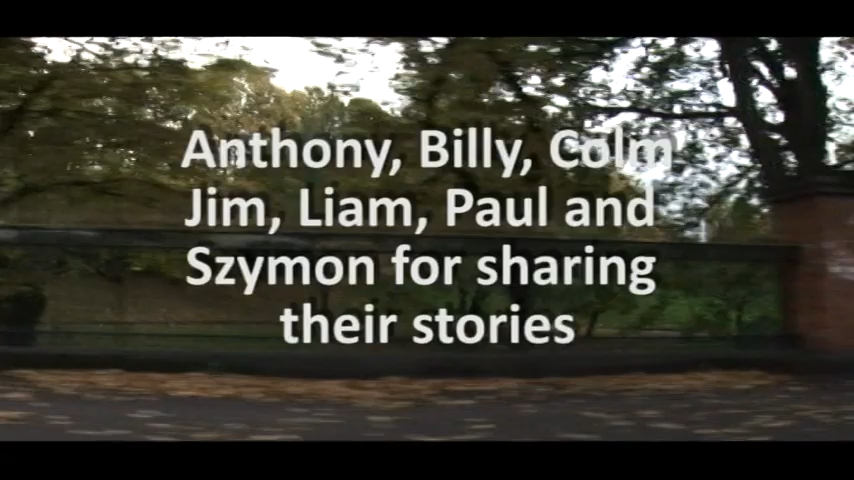 Anthony, Billy, Colm
Jim, Liam, Paul and
Szymon for sharing
their stories